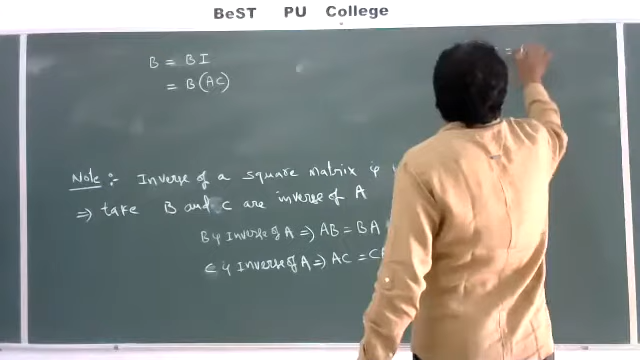 BeST PU College
B = BI
= B(AC)
=
Note :- Inverse of a square matrix is
⇒ take B and C are inverse of A
B is Inverse of A ⇒ AB = BA
C is Inverse of A ⇒ AC = CA